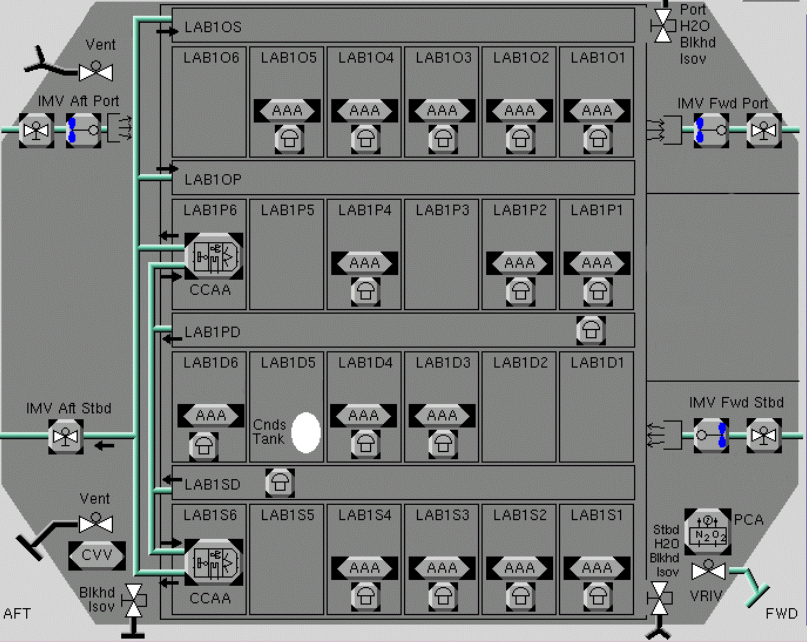 Port
H2O
Blkhd
Isov
LAB1OS
Vent
LAB1O6
LAB1O5
LAB1O4
LAB1O3
LAB1O2
LAB1O1
IMV Aft Port
AAA
AAA
AAA
AAA
AAA
IMV Fwd Port
LAB1OP
LAB1P6
LAB1P5
LAB1P4
LAB1P3
LAB1P2
LAB1P1
AAA
AAA
AAA
CCAA
LAB1PD
LAB1D6
LAB1D5
LAB1D4
LAB1D3
LAB1D2
LAB1D1
IMV Aft Stbd
AAA
Cnds
Tank
AAA
AAA
IMV Fwd Stbd
LAB1SD
Vent
LAB1S6
LAB1S5
LAB1S4
LAB1S3
LAB1S2
LAB1S1
Stbd
H2O
Blkhd
Isov
PCA
N2O2
CVV
AAA
AAA
AAA
AAA
Blkhd
Isov
CCAA
VRIV
AFT
FWD